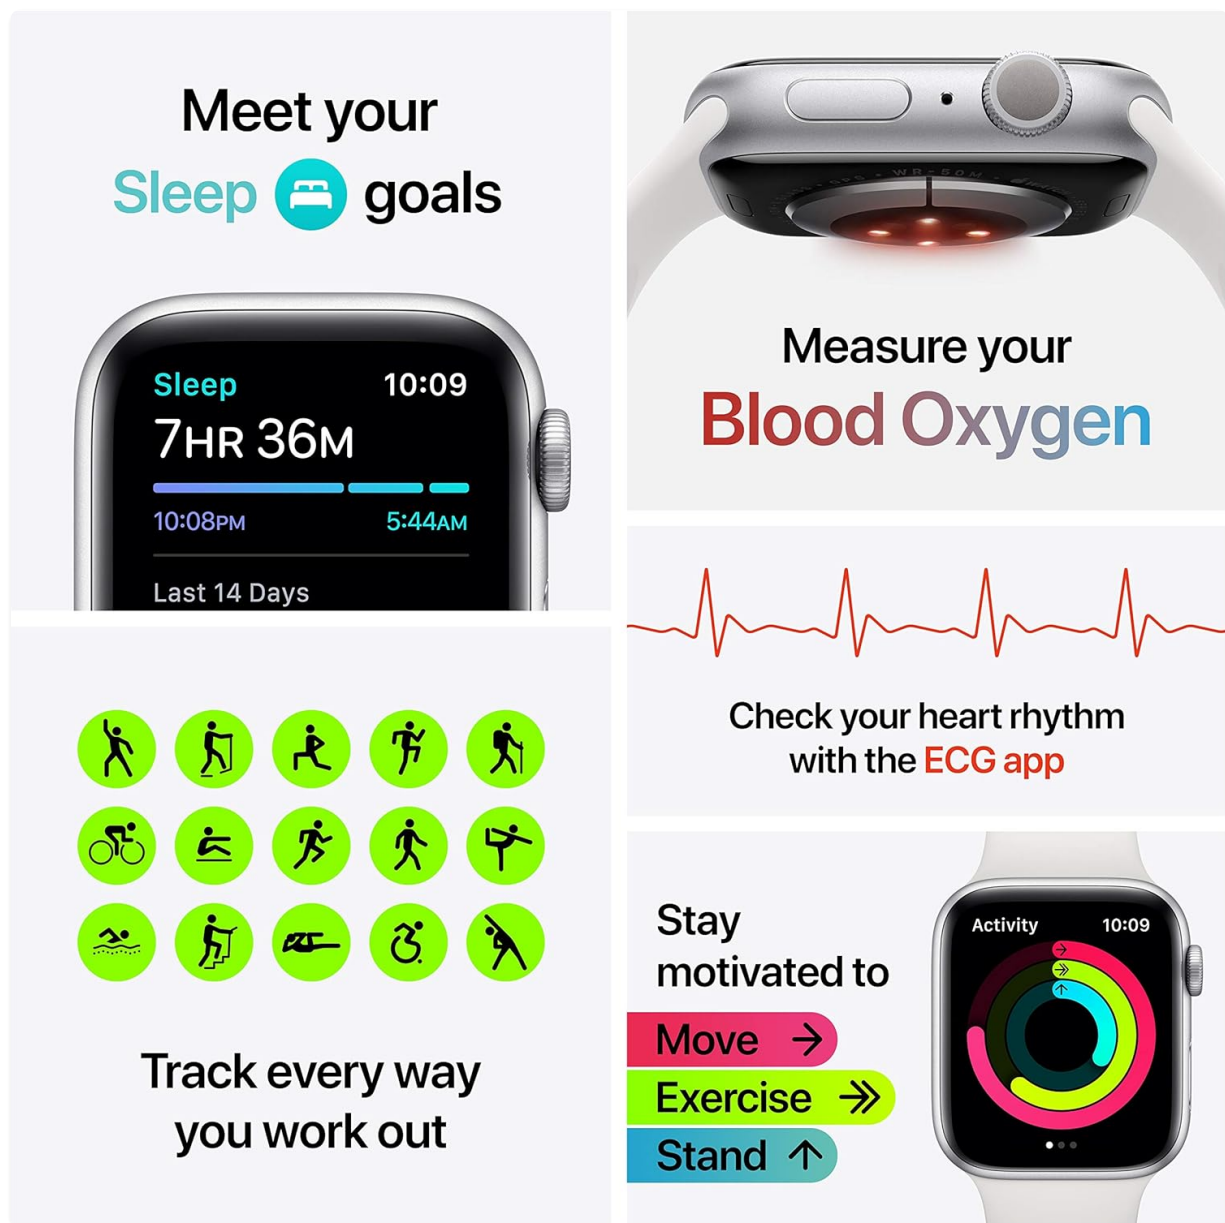 Meet your
Sleep goals
Sleep 10:09
7HR 36M
10:08PM 5:44AM
Last 14 Days
WR-50M
Measure your
Blood Oxygen
Check your heart rhythm
with the ECG app
Track every way
you work out
Stay
motivated to
Move
Exercise
Stand
Activity 10:09